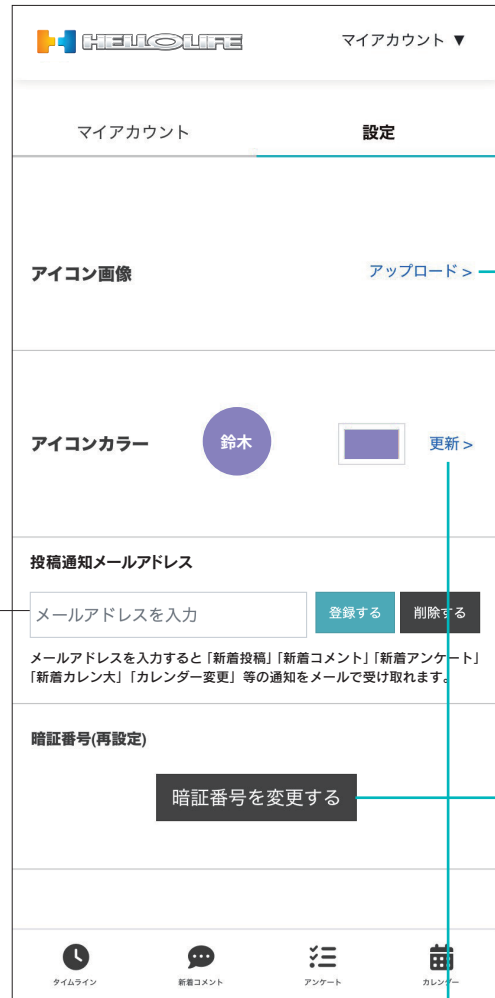 HELLOLIFE
マイアカウント ▼
マイアカウント
設定
アイコン画像
アップロード >
アイコンカラー
鈴木
更新 >
投稿通知メールアドレス
メールアドレスを入力
登録する
削除する
メールアドレスを入力すると「新着投稿」「新着コメント」「新着アンケート」
「新着カレン大」「カレンダー変更」等の通知をメールで受け取れます。
暗証番号(再設定)
暗証番号を変更する
タイムライン
新着コメント
アンケート
カレンダー